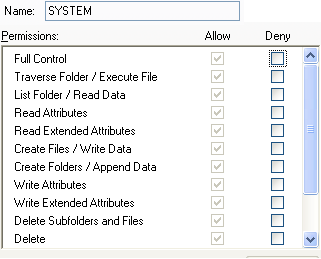 Name: SYSTEM
Permissions: Allow Deny
Full Control
Traverse Folder / Execute File
List Folder / Read Data
Read Attributes
Read Extended Attributes
Create Files / Write Data
Create Folders / Append Data
Write Attributes
Write Extended Attributes
Delete Subfolders and Files
Delete